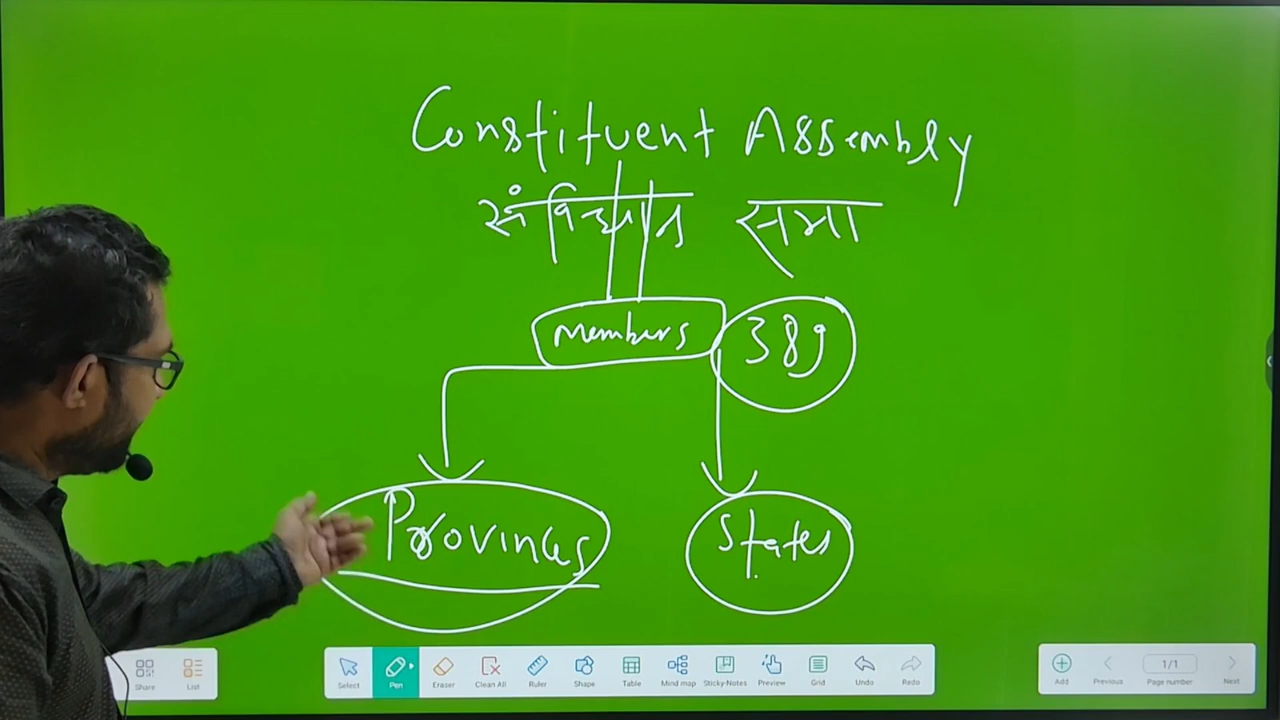 Constituent Assembly
संविधान सभा
Members 389
Provinces States
Share List Select Pen Eraser Clean All Ruler Shape Table Mind map Sticky-Notes Preview Grid Undo Redo Add Previous 1/1 Page number Next